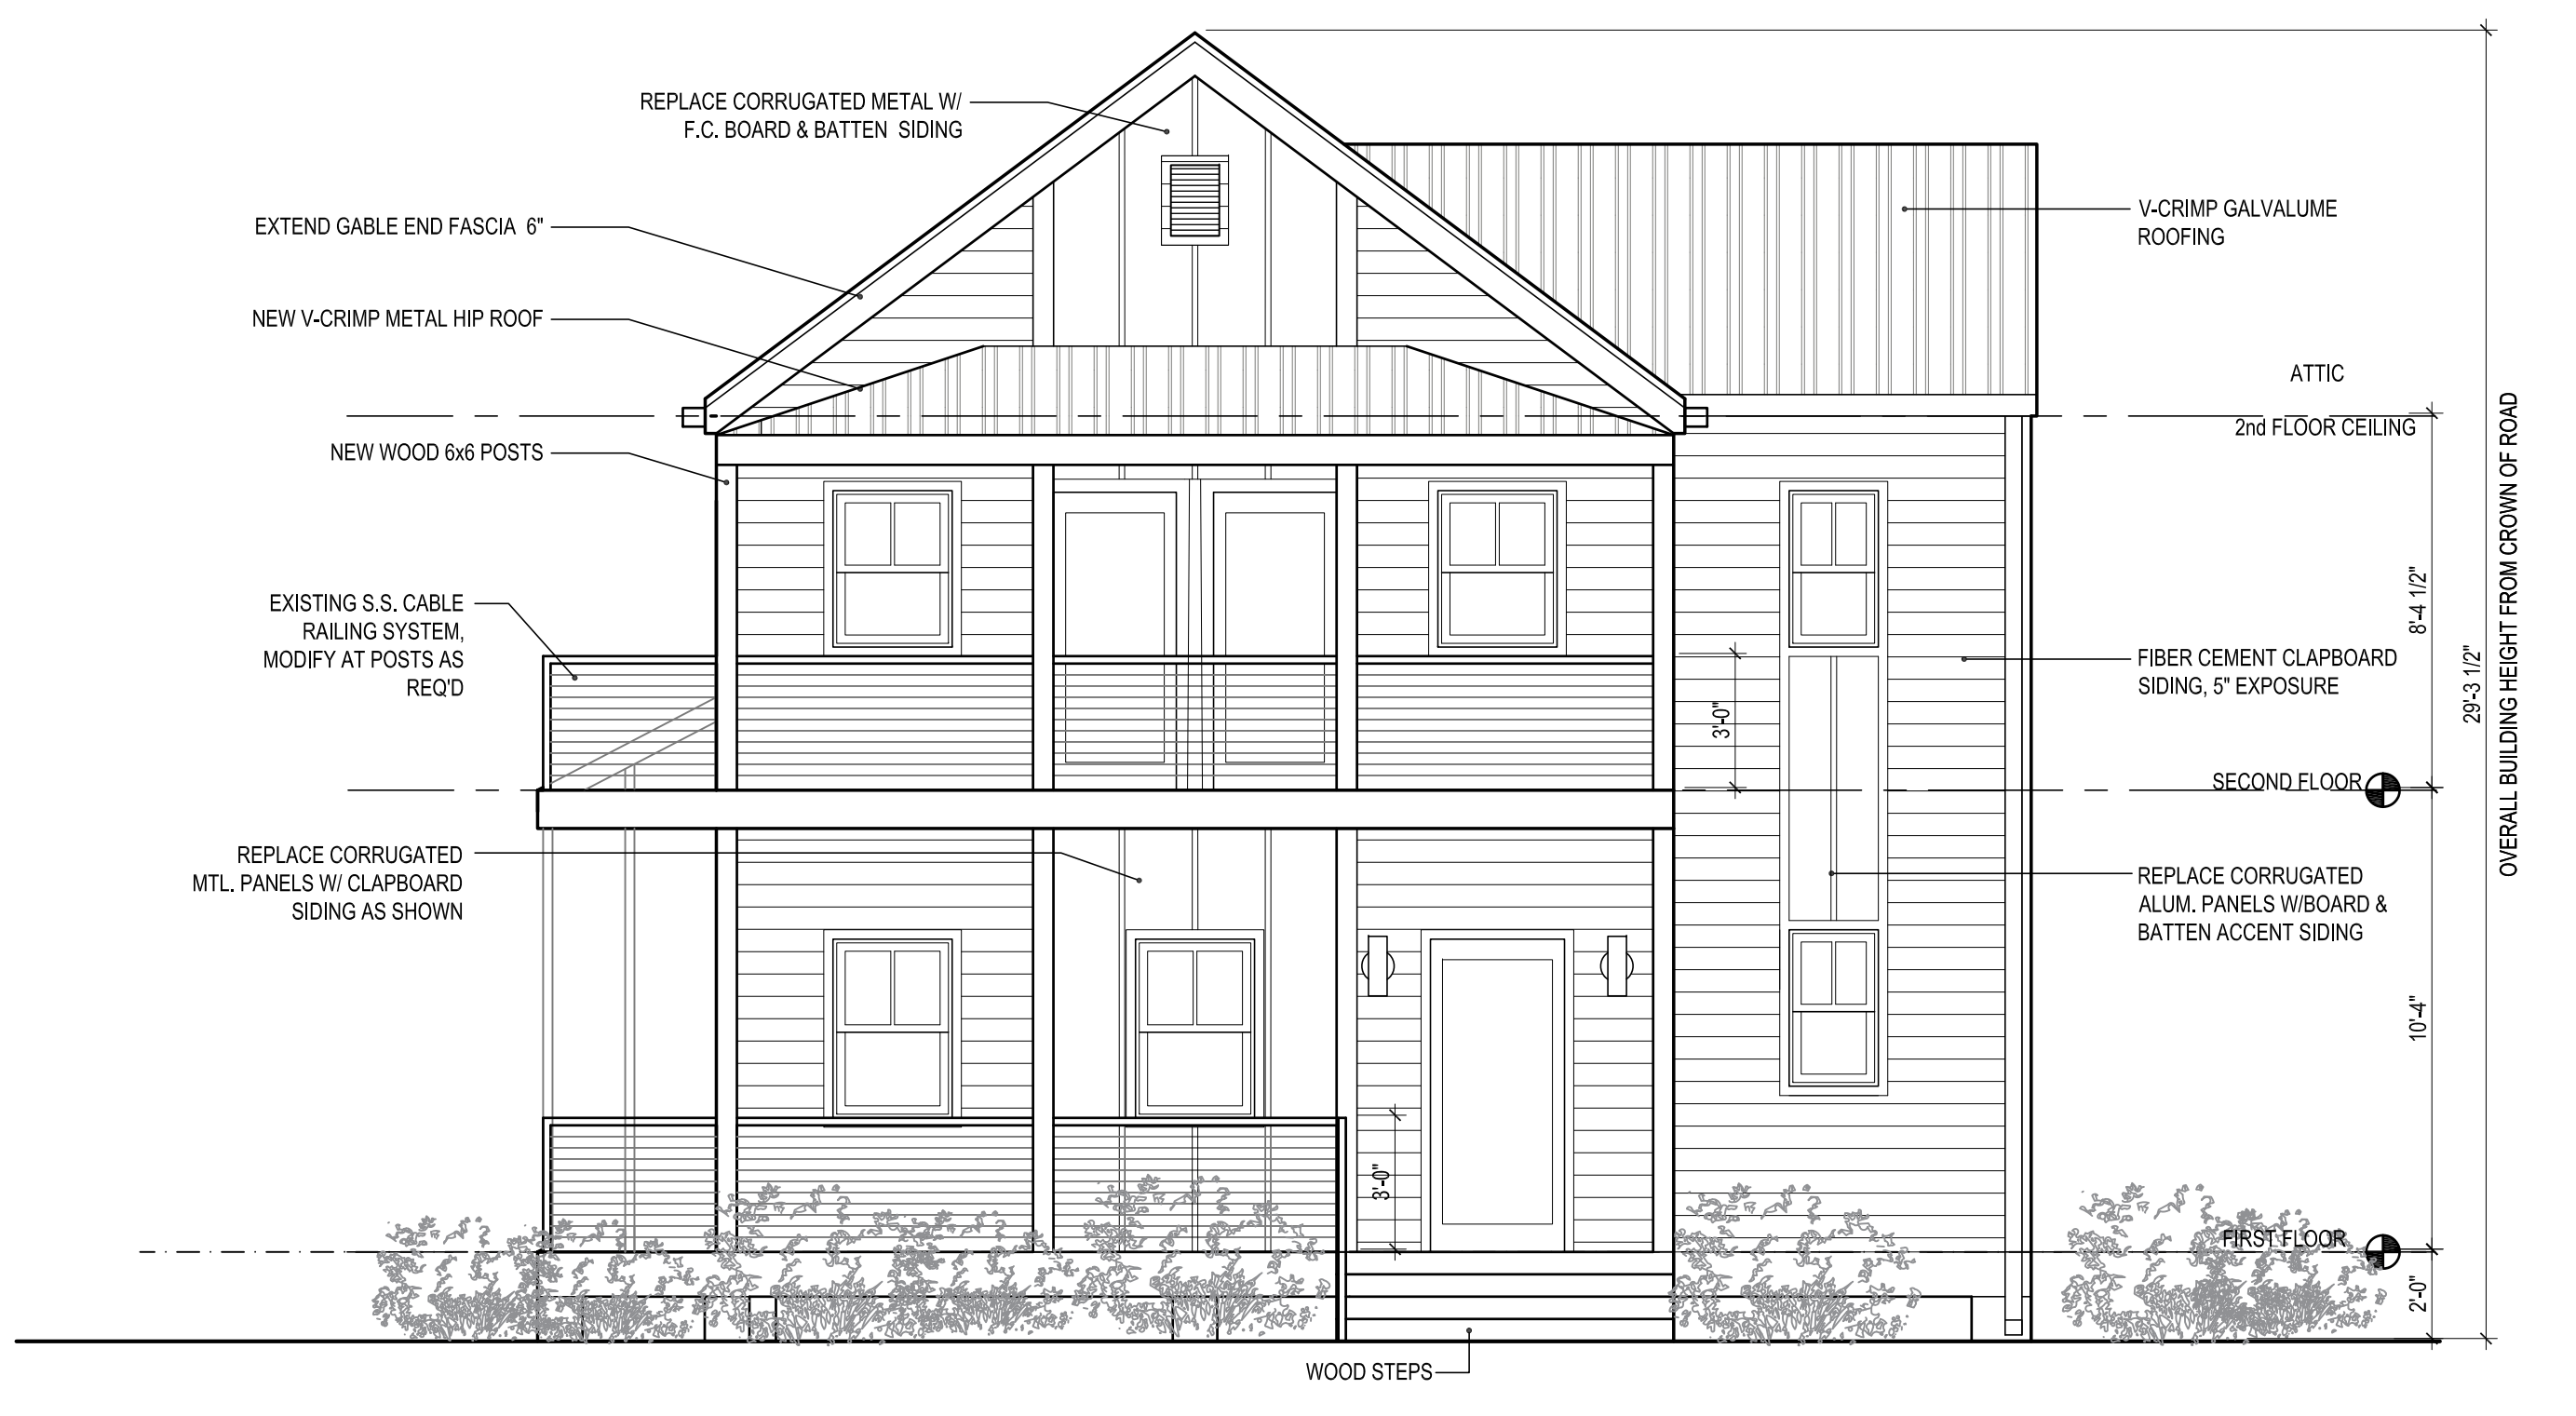 REPLACE CORRUGATED METAL W/
F.C. BOARD & BATTEN  SIDING
EXTEND GABLE END FASCIA  6"
NEW V-CRIMP METAL HIP ROOF
NEW WOOD 6x6 POSTS
EXISTING S.S. CABLE
RAILING SYSTEM,
MODIFY AT POSTS AS
REQ'D
REPLACE CORRUGATED
MTL. PANELS W/ CLAPBOARD
SIDING AS SHOWN
V-CRIMP GALVALUME
ROOFING
ATTIC
2nd FLOOR CEILING
8'-4 1/2"
3'-0"
FIBER CEMENT CLAPBOARD
SIDING, 5" EXPOSURE
SECOND FLOOR
29'-3 1/2"
OVERALL BUILDING HEIGHT FROM CROWN OF ROAD
REPLACE CORRUGATED
ALUM. PANELS W/BOARD &
BATTEN ACCENT SIDING
10'-4"
3'-0"
FIRST FLOOR
2'-0"
WOOD STEPS